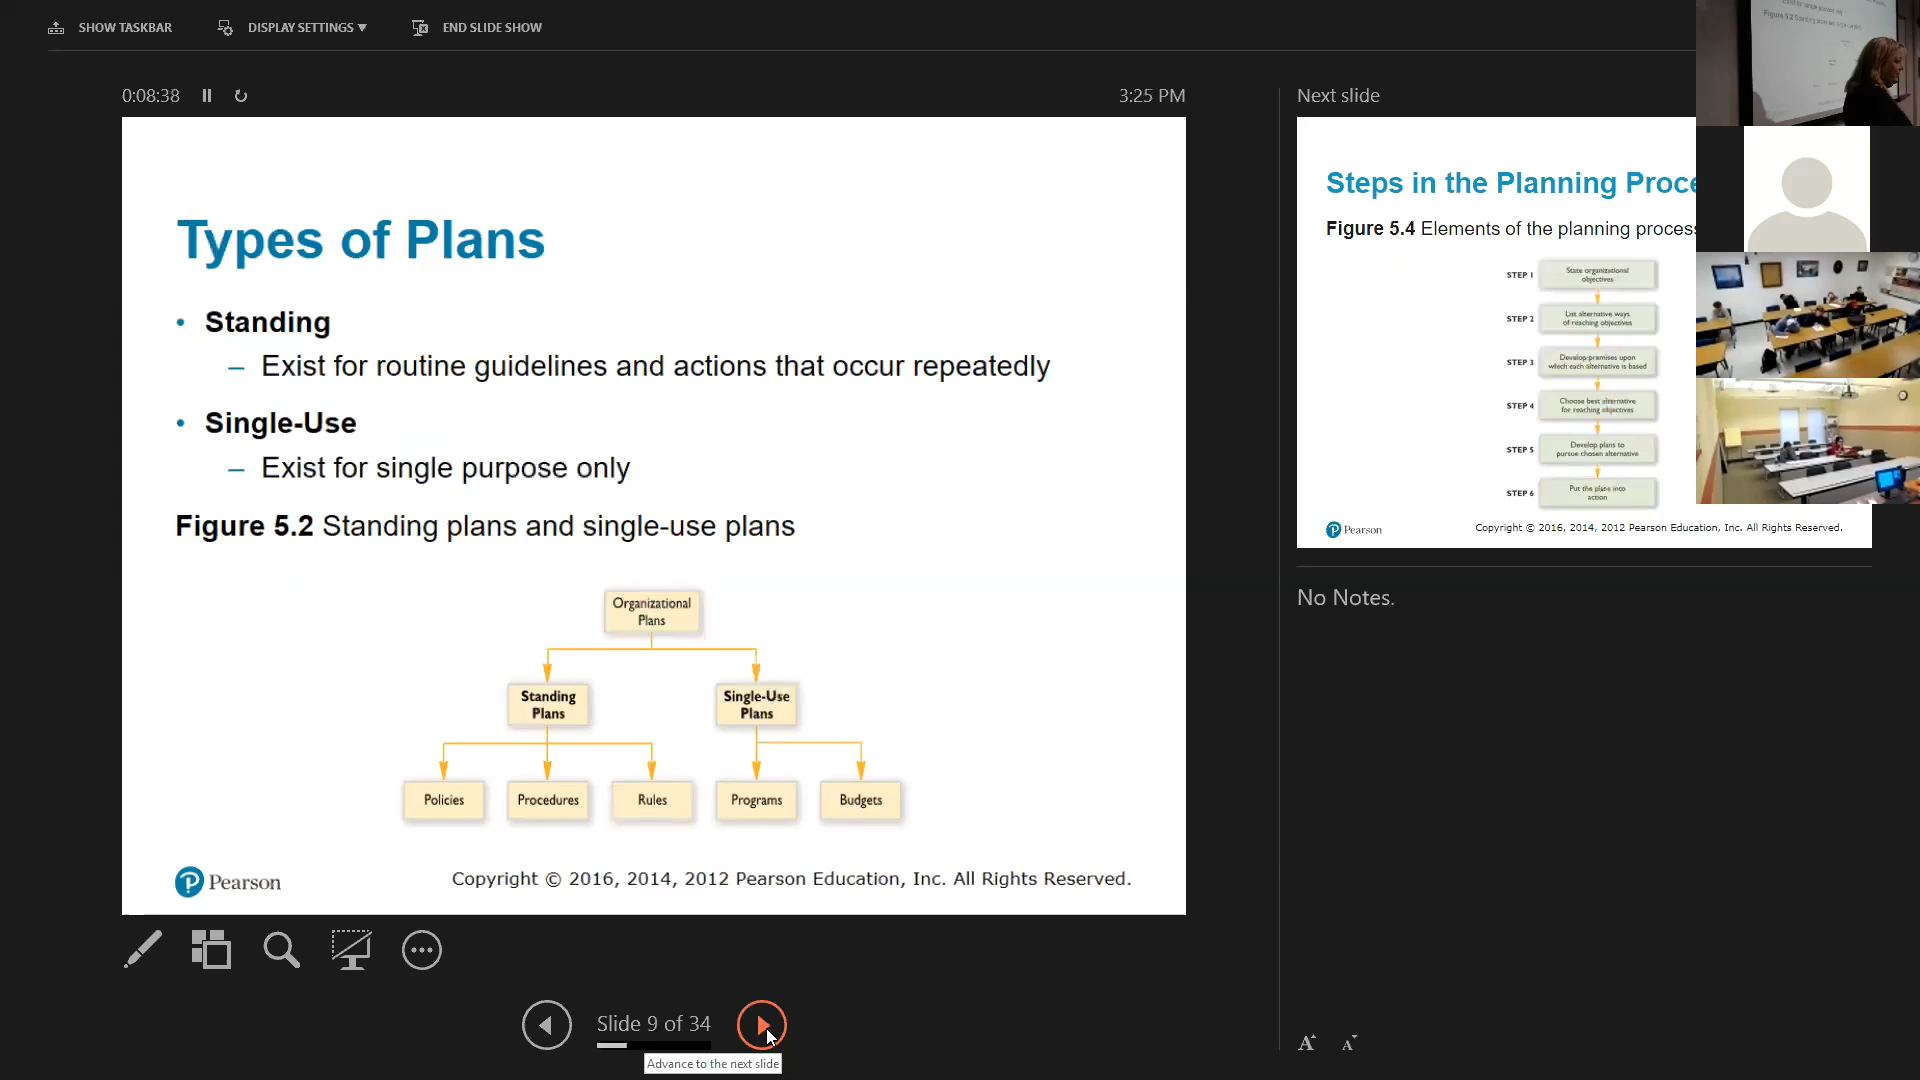 SHOW TASKBAR
DISPLAY SETTINGS ▼
END SLIDE SHOW
0:08:38
3:25 PM
Types of Plans
• Standing
– Exist for routine guidelines and actions that occur repeatedly
• Single-Use
– Exist for single purpose only
Figure 5.2 Standing plans and single-use plans
Organizational
Plans
Standing
Plans
Single-Use
Plans
Policies
Procedures
Rules
Programs
Budgets
Pearson
Copyright © 2016, 2014, 2012 Pearson Education, Inc. All Rights Reserved.
Slide 9 of 34
Advance to the next slide
Next slide
Steps in the Planning Proce
Figure 5.4 Elements of the planning process
STEP 1
State organizational
objectives
STEP 2
List alternative ways
of reaching objectives
STEP 3
Develop premises upon
which each alternative is based
STEP 4
Choose best alternative
for reaching objectives
STEP 5
Develop plans to
pursue chosen alternative
STEP 6
Put the plans into
action
Pearson
Copyright © 2016, 2014, 2012 Pearson Education, Inc. All Rights Reserved.
No Notes.
A A